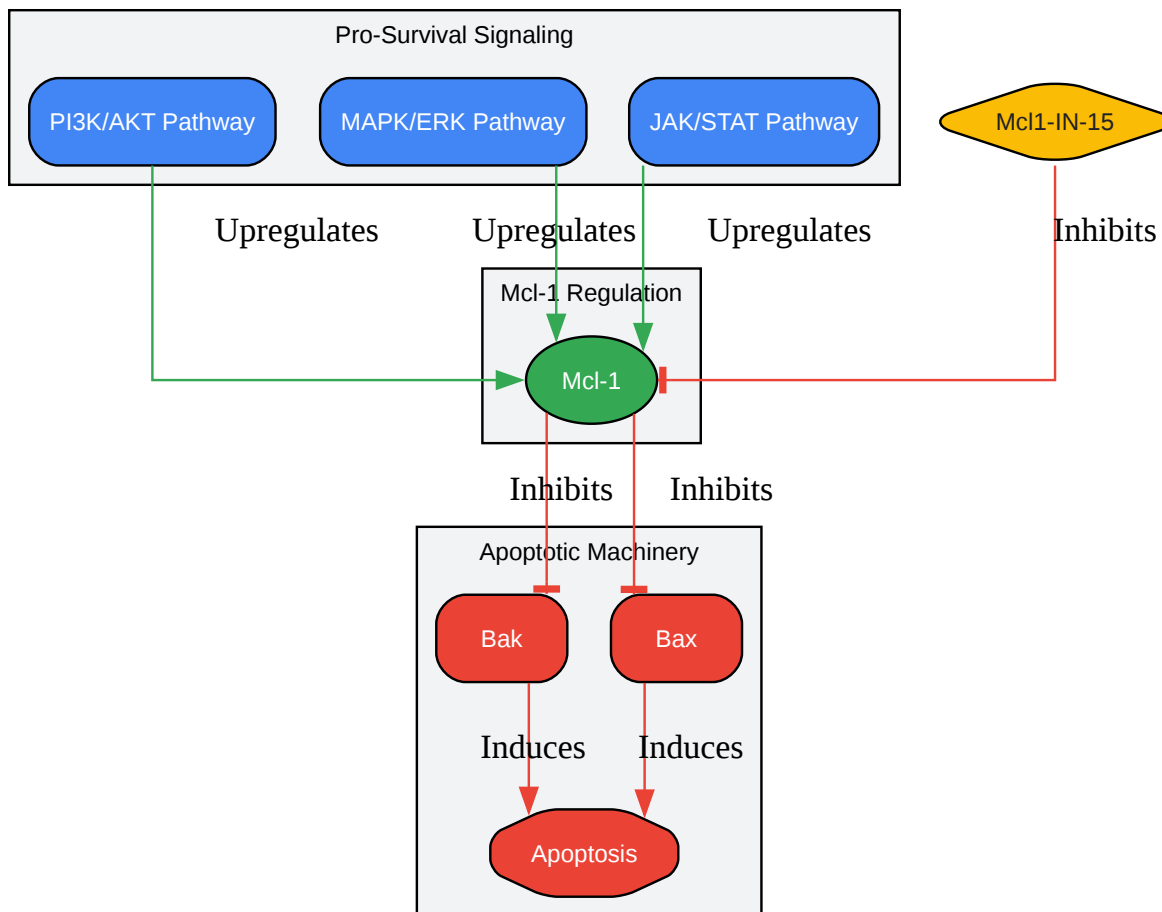 Pro-Survival Signaling
PI3K/AKT Pathway
MAPK/ERK Pathway
JAK/STAT Pathway
Mcl1-IN-15
Upregulates
Upregulates
Upregulates
Inhibits
Mcl-1 Regulation
Mcl-1
Inhibits
Inhibits
Apoptotic Machinery
Bak
Bax
Induces
Induces
Apoptosis